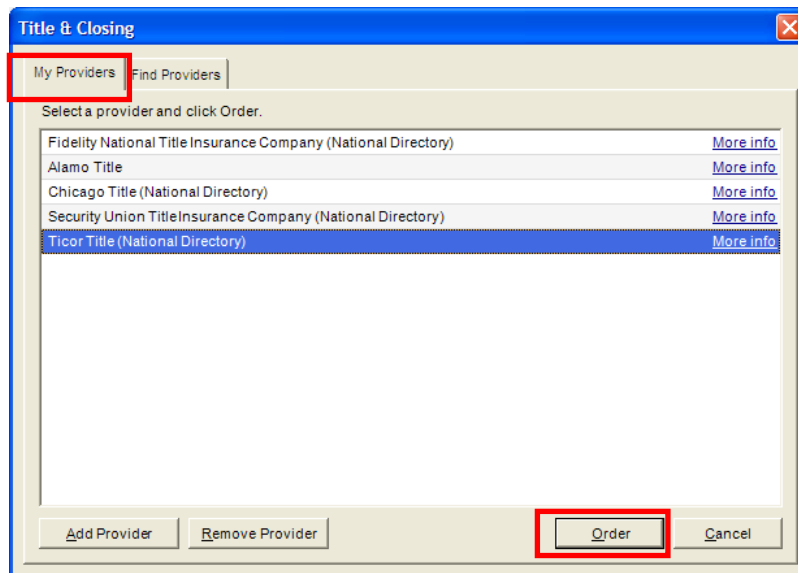 Title & Closing
My Providers Find Providers
Select a provider and click Order.
Fidelity National Title Insurance Company (National Directory) More info
Alamo Title More info
Chicago Title (National Directory) More info
Security Union Title Insurance Company (National Directory) More info
Ticor Title (National Directory) More info
Add Provider Remove Provider Order Cancel